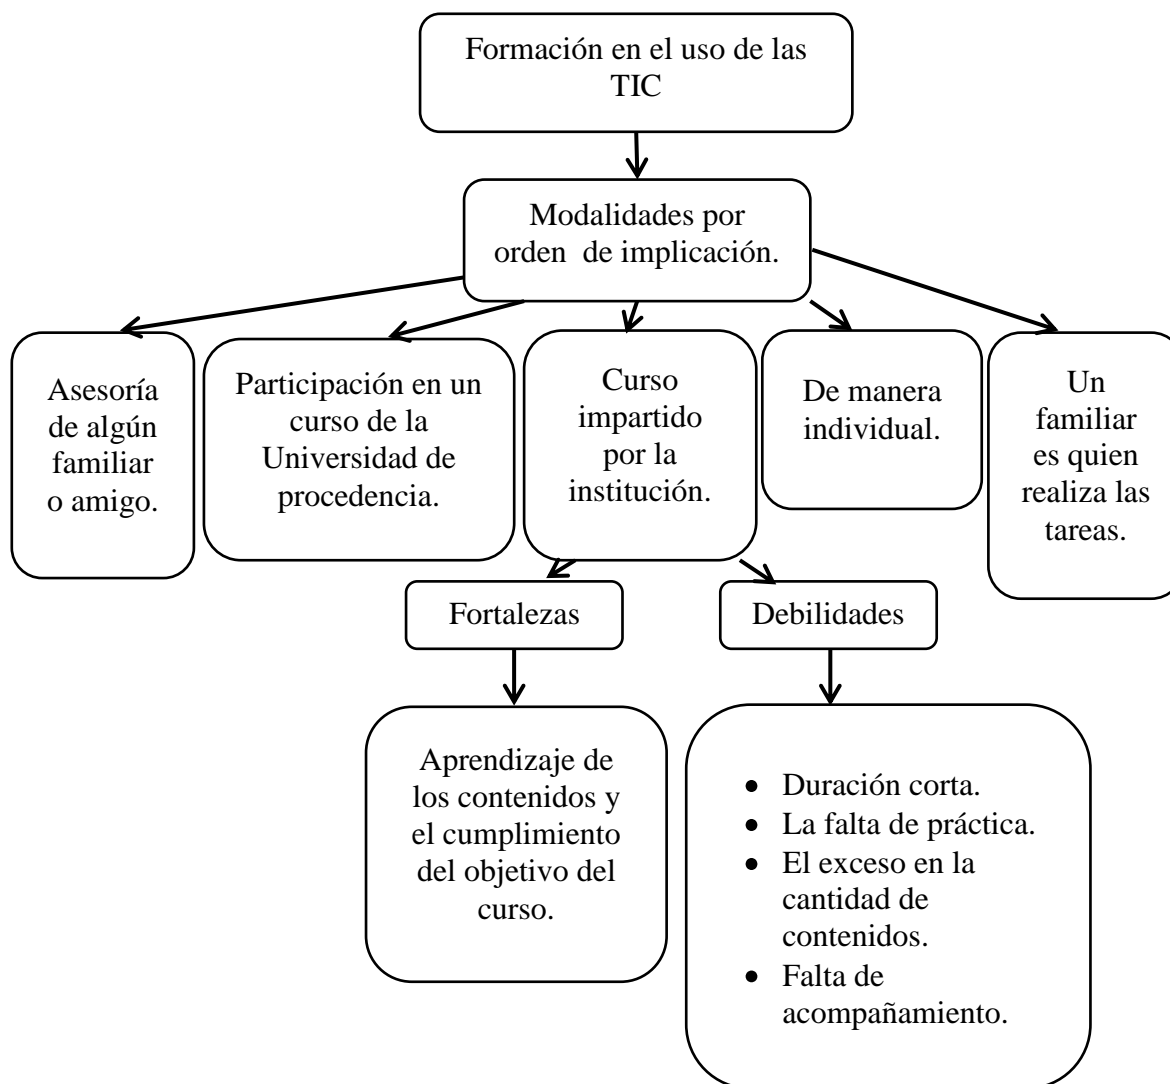 Formación en el uso de las
TIC
Modalidades por
orden  de implicación.
Asesoría
de algún
familiar
o amigo.
Participación en un
curso de la
Universidad de
procedencia.
Curso
impartido
por la
institución.
De manera
individual.
Un
familiar
es quien
realiza las
tareas.
Fortalezas
Debilidades
Aprendizaje de
los contenidos y
el cumplimiento
del objetivo del
curso.
• Duración corta.
• La falta de práctica.
• El exceso en la
cantidad de
contenidos.
• Falta de
acompañamiento.